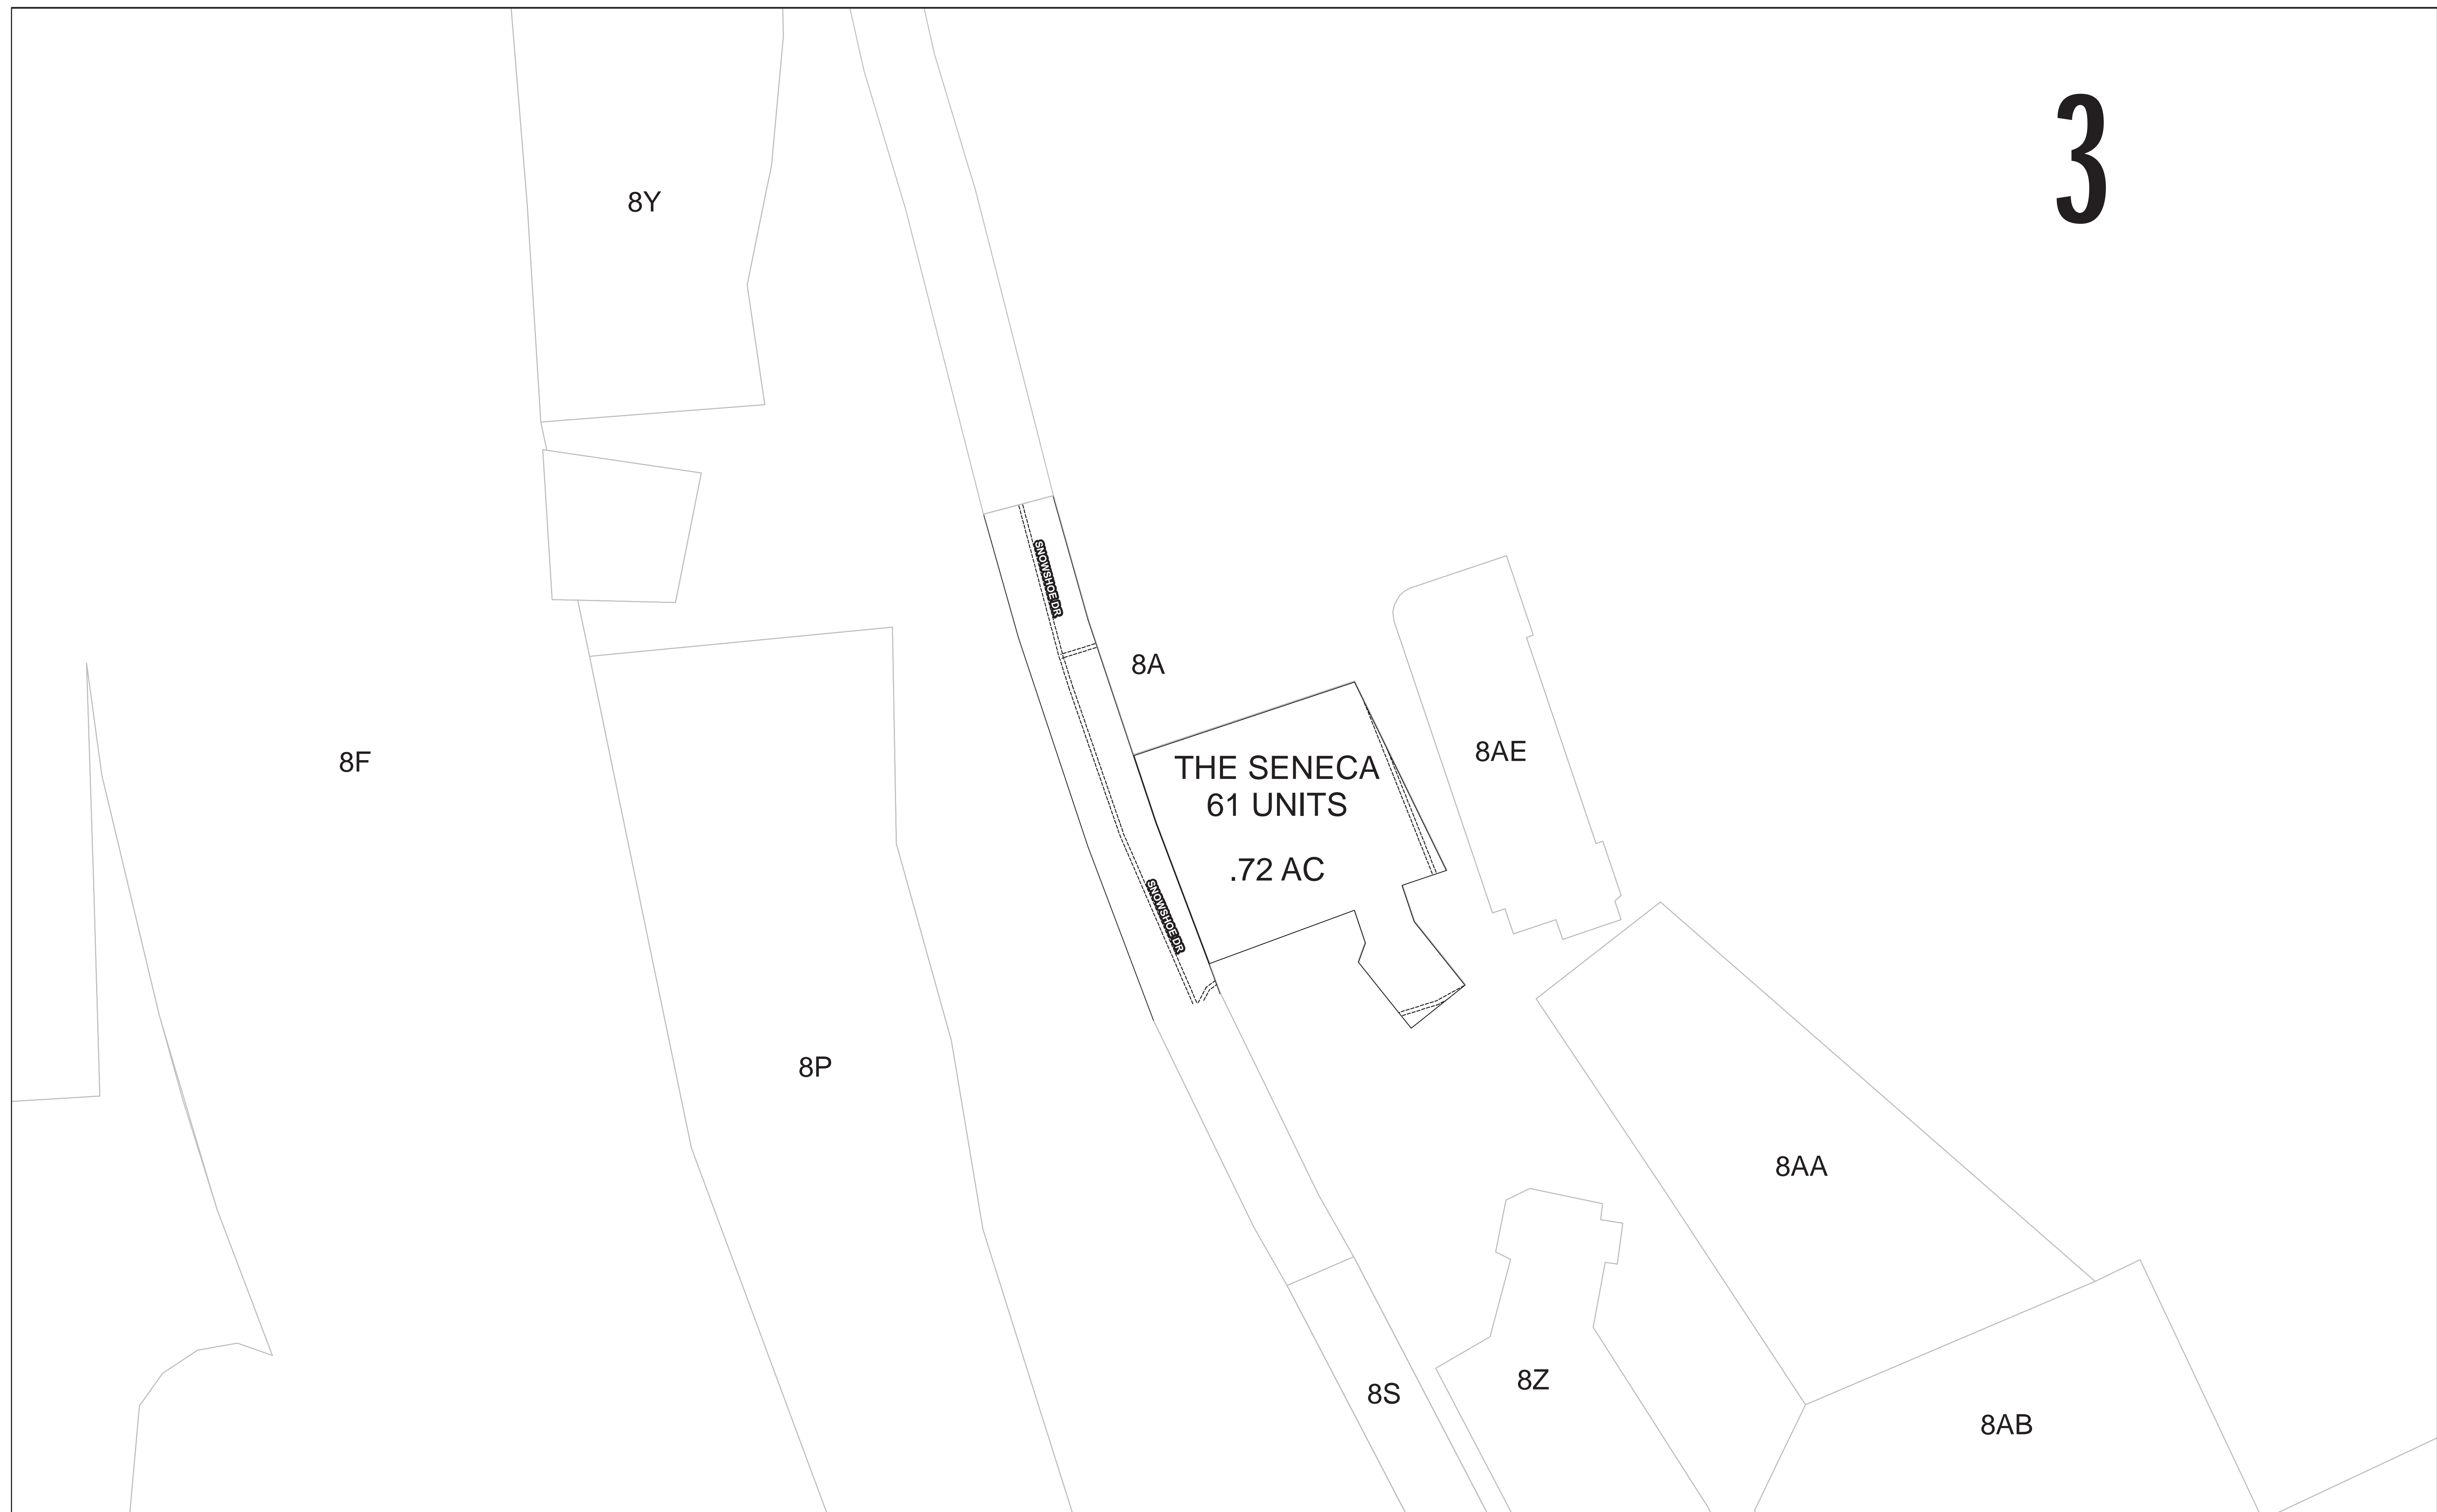 3
8Y
SNOWSHOE DR
8A
8AE
8F
THE SENECA
61 UNITS
.72 AC
SNOWSHOE DR
8P
8AA
8Z
8S
8AB